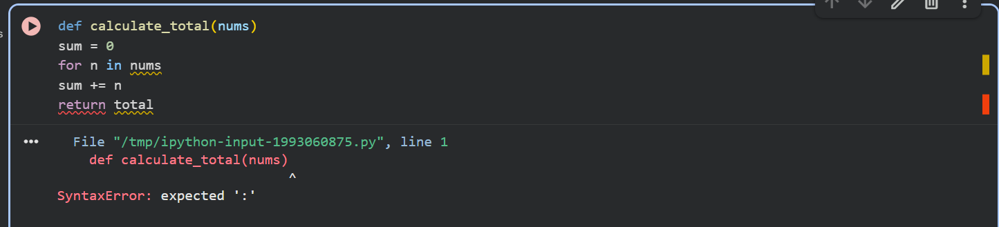 s
def calculate_total(nums)
sum = 0
for n in nums
sum += n
return total
File "/tmp/ipython-input-1993060875.py", line 1
def calculate_total(nums)
^
SyntaxError: expected ':'